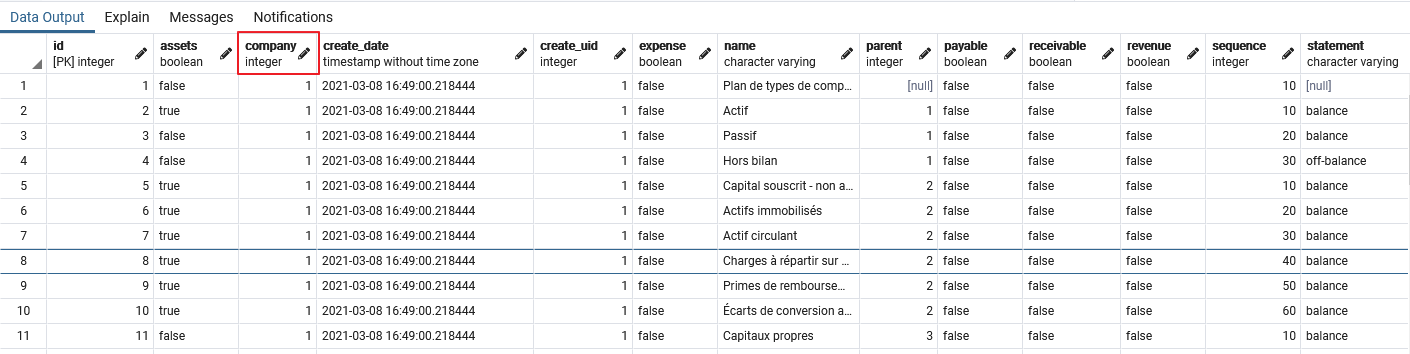 Data Output Explain Messages Notifications
id assets company create_date create_uid expense name parent payable receivable revenue sequence statement
[PK] integer boolean integer timestamp without time zone integer boolean character varying integer boolean boolean boolean integer character varying
1 1 false 1 2021-03-08 16:49:00.218444 1 false Plan de types de comp... [null] false false false 10 [null]
2 2 true 1 2021-03-08 16:49:00.218444 1 false Actif 1 false false false 10 balance
3 3 false 1 2021-03-08 16:49:00.218444 1 false Passif 1 false false false 20 balance
4 4 false 1 2021-03-08 16:49:00.218444 1 false Hors bilan 1 false false false 30 off-balance
5 5 true 1 2021-03-08 16:49:00.218444 1 false Capital souscrit - non a... 2 false false false 10 balance
6 6 true 1 2021-03-08 16:49:00.218444 1 false Actifs immobilisés 2 false false false 20 balance
7 7 true 1 2021-03-08 16:49:00.218444 1 false Actif circulant 2 false false false 30 balance
8 8 true 1 2021-03-08 16:49:00.218444 1 false Charges à répartir sur ... 2 false false false 40 balance
9 9 true 1 2021-03-08 16:49:00.218444 1 false Primes de rembourse... 2 false false false 50 balance
10 10 true 1 2021-03-08 16:49:00.218444 1 false Écarts de conversion a... 2 false false false 60 balance
11 11 false 1 2021-03-08 16:49:00.218444 1 false Capitaux propres 3 false false false 10 balance